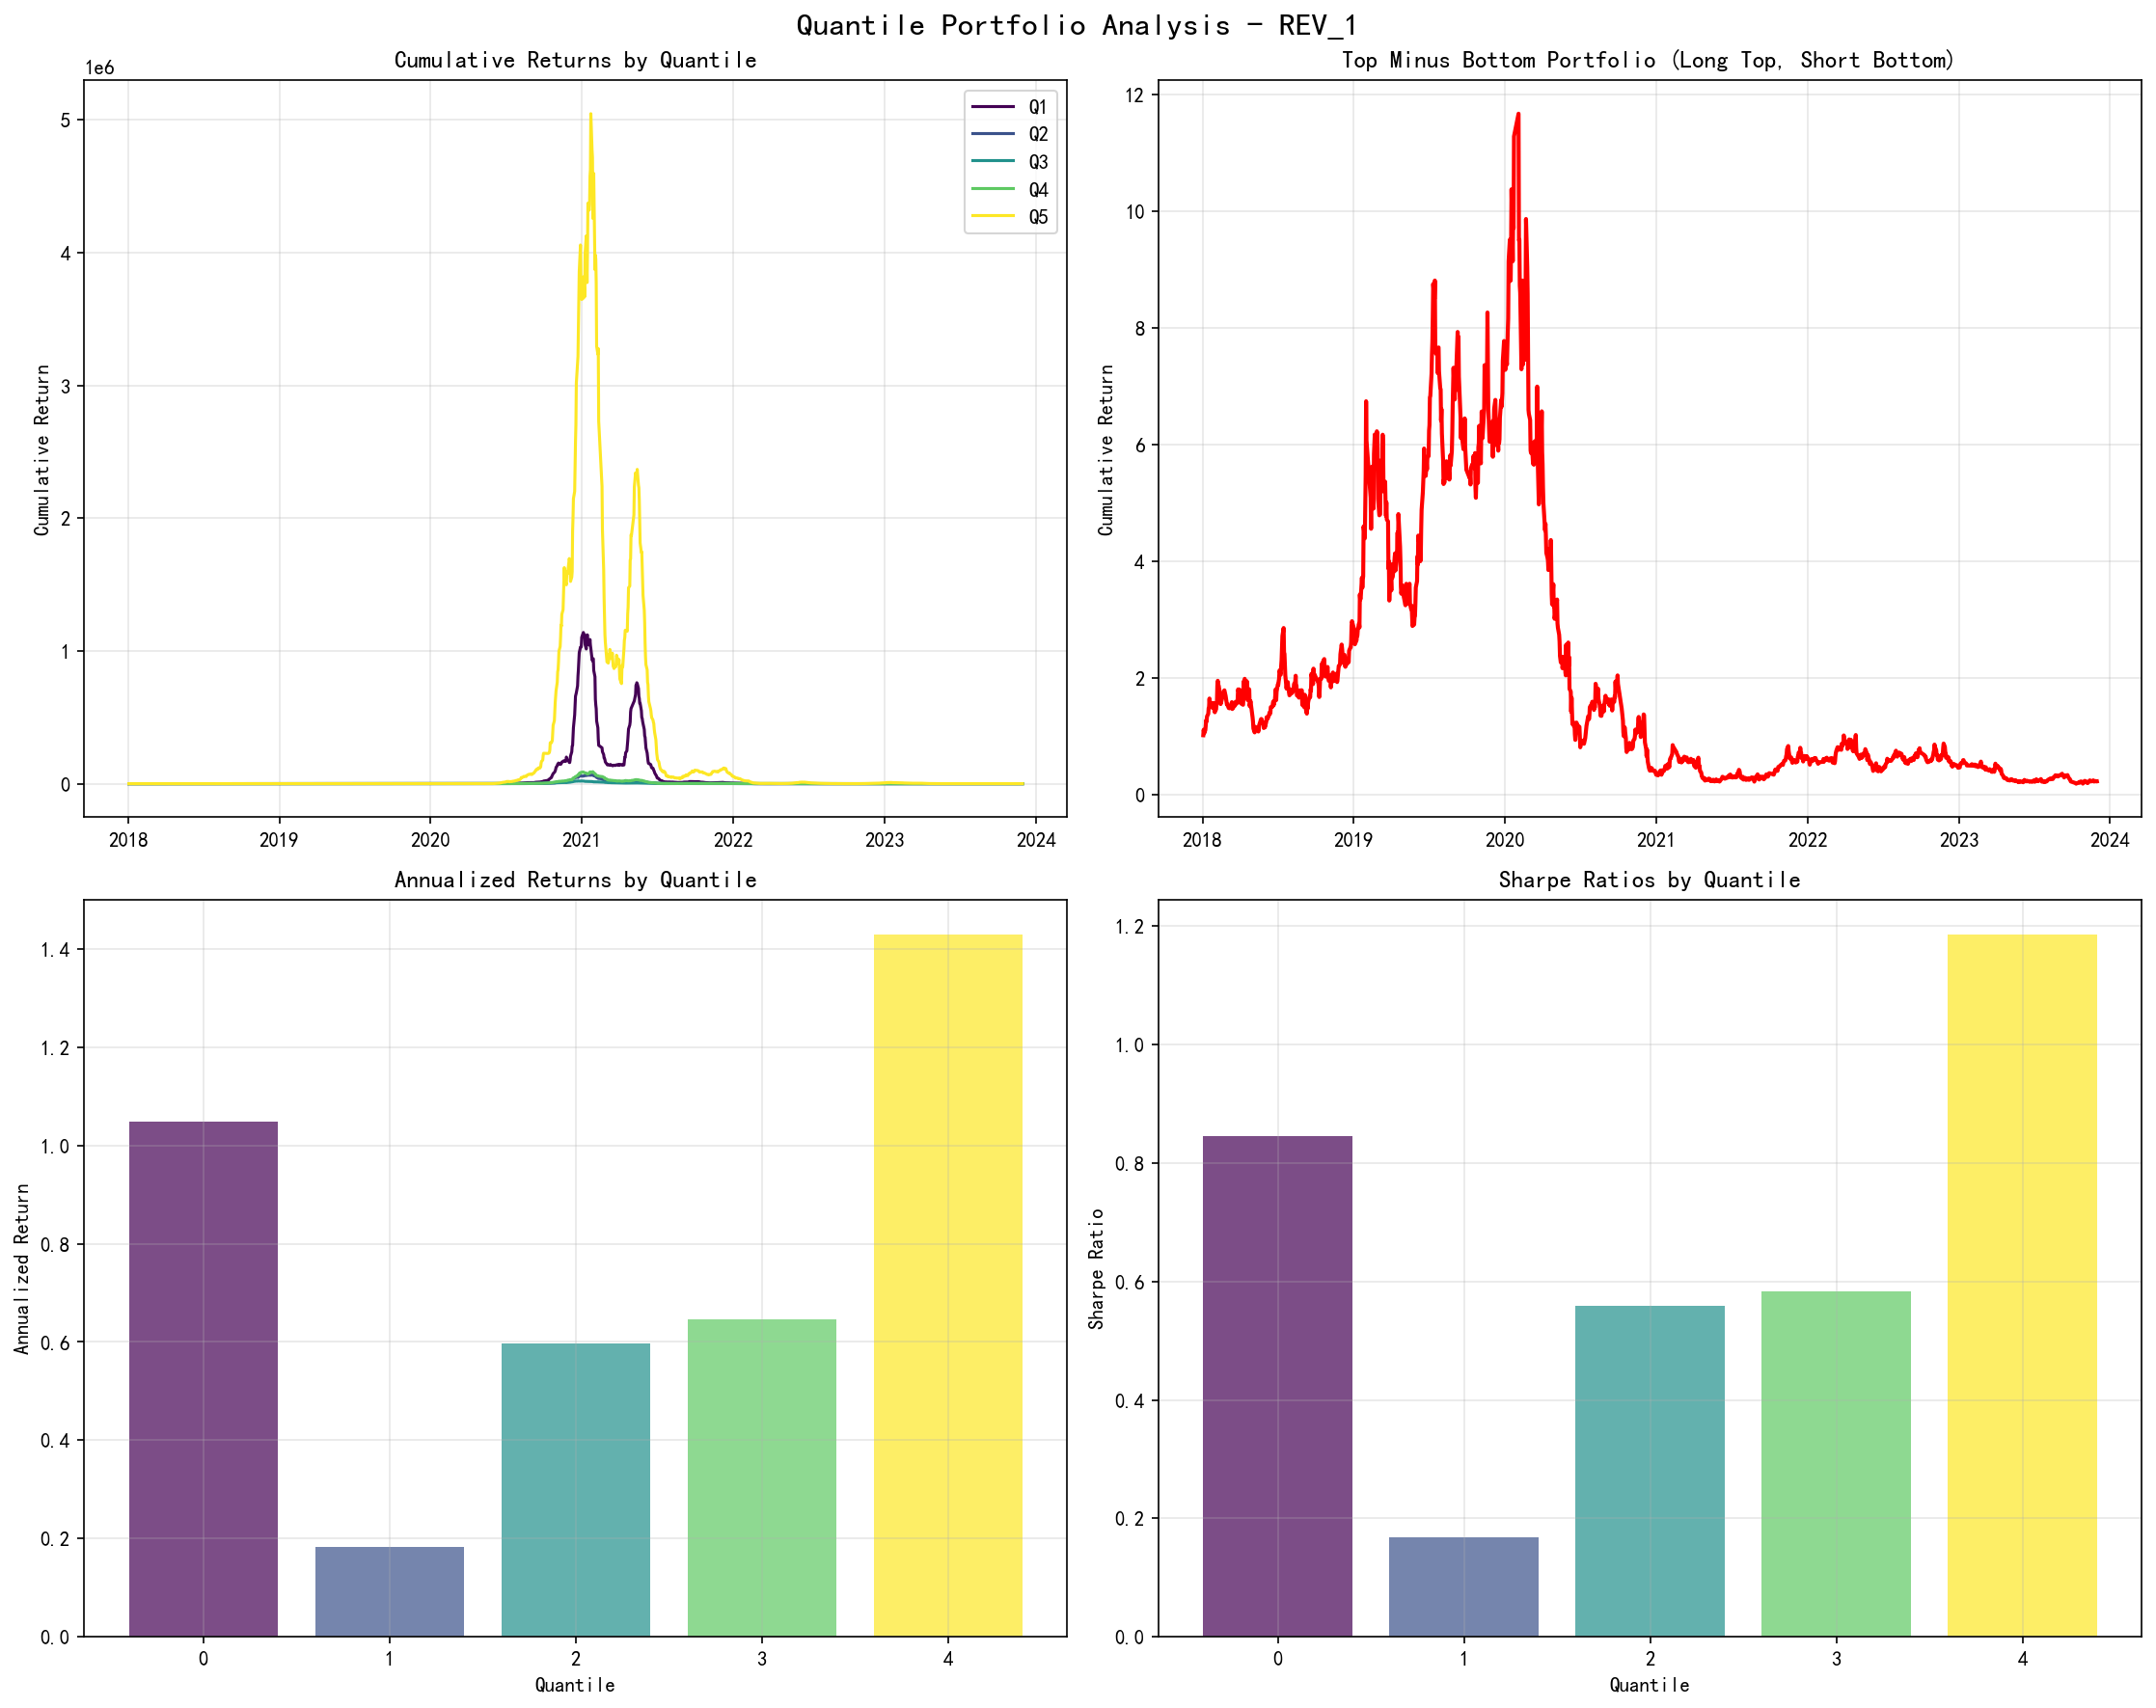 Quantile Portfolio Analysis - REV_1
Cumulative Returns by Quantile
1e6
Cumulative Return
5
4
3
2
1
0
2018 2019 2020 2021 2022 2023 2024
Q1
Q2
Q3
Q4
Q5
Top Minus Bottom Portfolio (Long Top, Short Bottom)
Cumulative Return
12
10
8
6
4
2
0
2018 2019 2020 2021 2022 2023 2024
Annualized Returns by Quantile
Annualized Return
1.4
1.2
1.0
0.8
0.6
0.4
0.2
0.0
0 1 2 3 4
Quantile
Sharpe Ratios by Quantile
Sharpe Ratio
1.2
1.0
0.8
0.6
0.4
0.2
0.0
0 1 2 3 4
Quantile